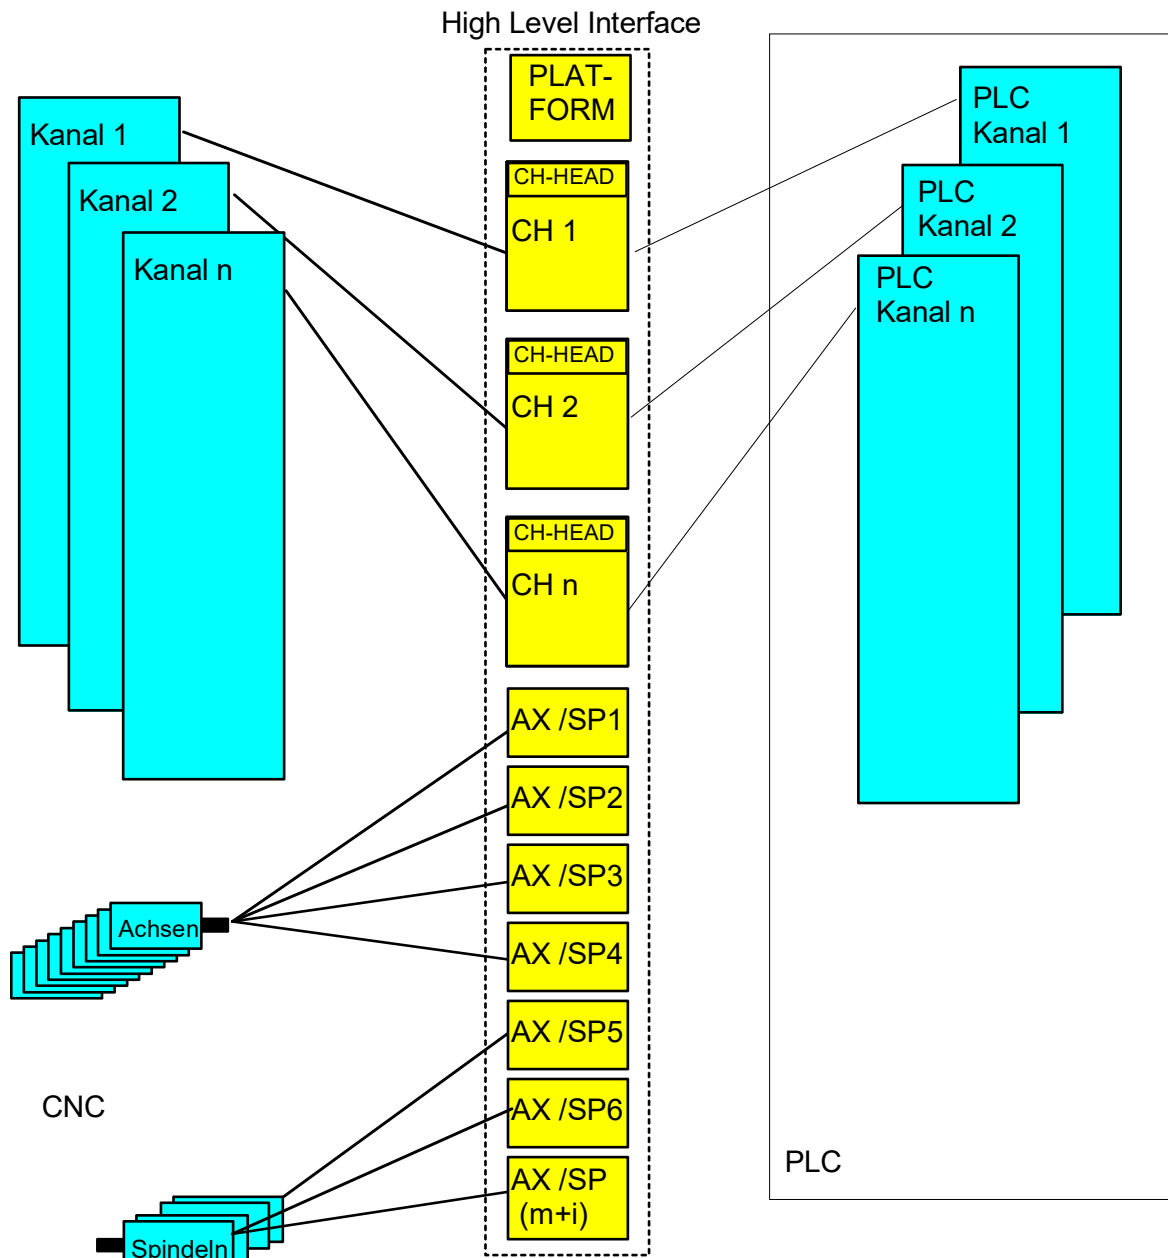 High Level Interface
Kanal 1
Kanal 2
Kanal n
PLAT-
FORM
CH-HEAD
CH 1
CH-HEAD
CH 2
CH-HEAD
CH n
AX /SP1
AX /SP2
AX /SP3
AX /SP4
AX /SP5
AX /SP6
AX /SP
(m+i)
PLC
Kanal 1
PLC
Kanal 2
PLC
Kanal n
Achsen
CNC
Spindeln
PLC